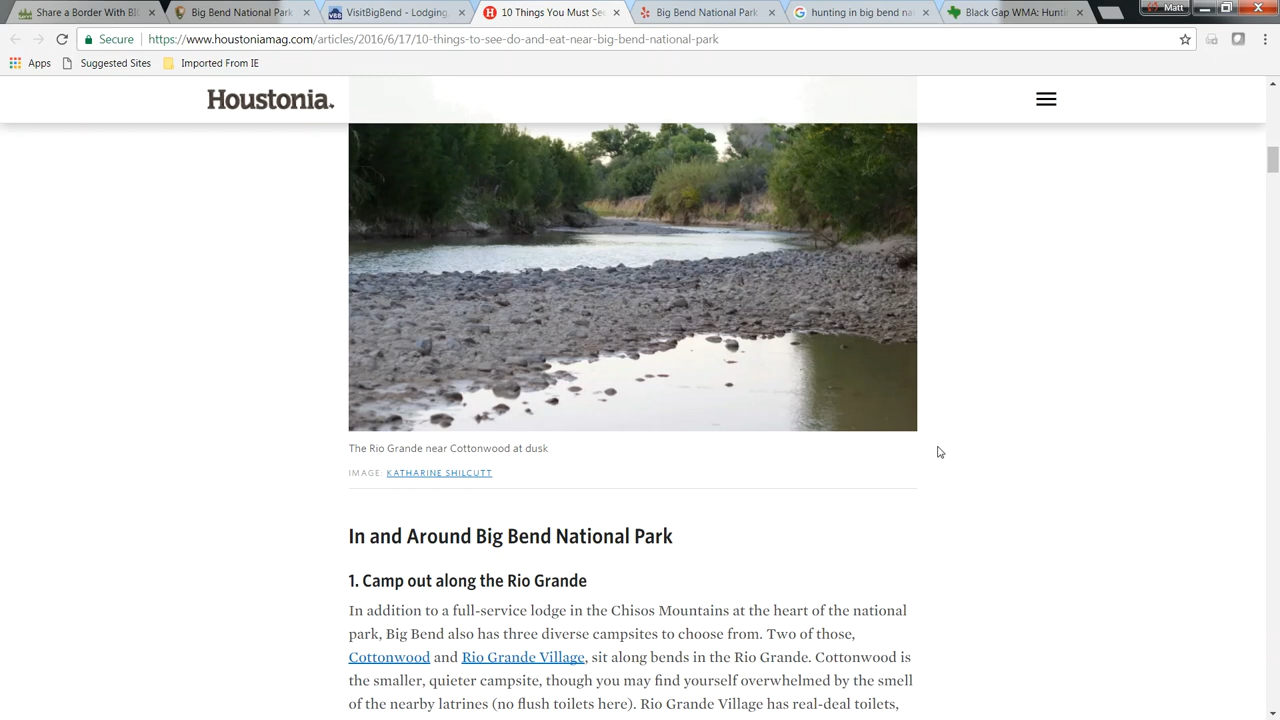 Share a Border With BI
Big Bend National Park
VisitBigBend - Lodging,
10 Things You Must Se
Big Bend National Park
hunting in big bend nat
Black Gap WMA: Hunti
Matt
Secure
https://www.houstoniamag.com/articles/2016/6/17/10-things-to-see-do-and-eat-near-big-bend-national-park
Apps
Suggested Sites
Imported From IE
Houstonia.
The Rio Grande near Cottonwood at dusk
IMAGE: KATHARINE SHILCUTT
In and Around Big Bend National Park
1. Camp out along the Rio Grande
In addition to a full-service lodge in the Chisos Mountains at the heart of the national
park, Big Bend also has three diverse campsites to choose from. Two of those,
Cottonwood and Rio Grande Village, sit along bends in the Rio Grande. Cottonwood is
the smaller, quieter campsite, though you may find yourself overwhelmed by the smell
of the nearby latrines (no flush toilets here). Rio Grande Village has real-deal toilets,